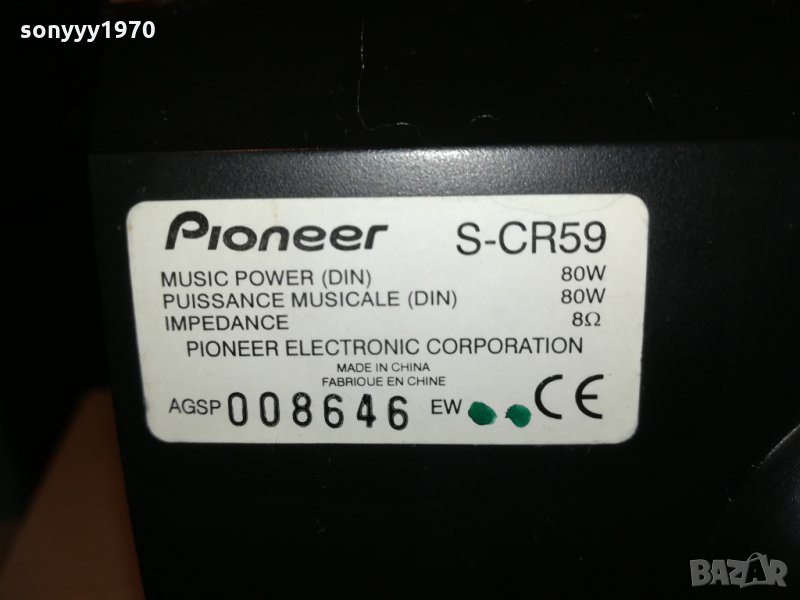 sonyyy1970
Pioneer S-CR59
MUSIC POWER (DIN) 80W
PUISSANCE MUSICALE (DIN) 80W
IMPEDANCE 8Ω
PIONEER ELECTRONIC CORPORATION
MADE IN CHINA
FABRIQUE EN CHINE
AGSP 008646 EW CE
BAZAR